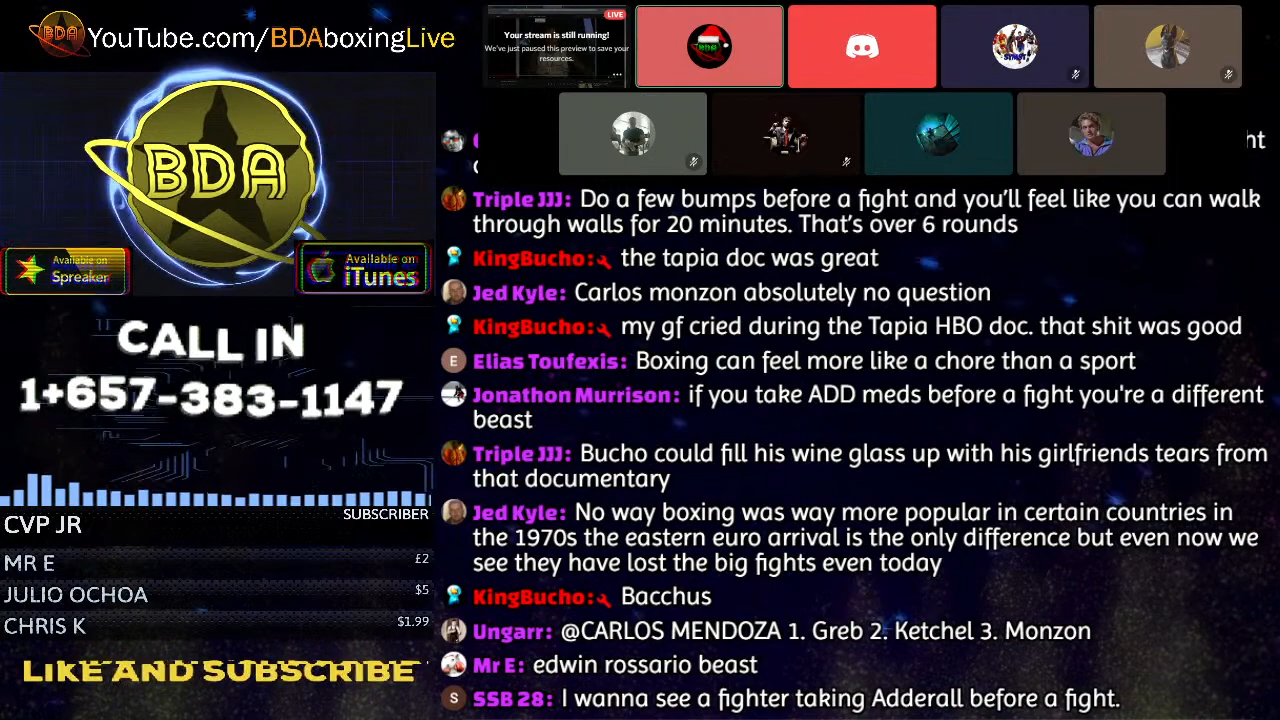 YouTube.com/BDAboxingLive
BDA
BDA
Available on
Spreaker
Available on
iTunes
CALL IN
1+657-383-1147
SUBSCRIBER
CVP JR
MR E £2
JULIO OCHOA $5
CHRIS K $1.99
LIKE AND SUBSCRIBE
LIVE
Your stream is still running!
We've just paused this preview to save your
resources.
BDA
ht
Triple JJJ: Do a few bumps before a fight and you'll feel like you can walk
through walls for 20 minutes. That's over 6 rounds
KingBucho: the tapia doc was great
Jed Kyle: Carlos monzon absolutely no question
KingBucho: my gf cried during the Tapia HBO doc. that shit was good
E Elias Toufexis: Boxing can feel more like a chore than a sport
Jonathon Murrison: if you take ADD meds before a fight you're a different
beast
Triple JJJ: Bucho could fill his wine glass up with his girlfriends tears from
that documentary
Jed Kyle: No way boxing was way more popular in certain countries in
the 1970s the eastern euro arrival is the only difference but even now we
see they have lost the big fights even today
KingBucho: Bacchus
Ungarr: @CARLOS MENDOZA 1. Greb 2. Ketchel 3. Monzon
Mr E: edwin rossario beast
S SSB 28: I wanna see a fighter taking Adderall before a fight.